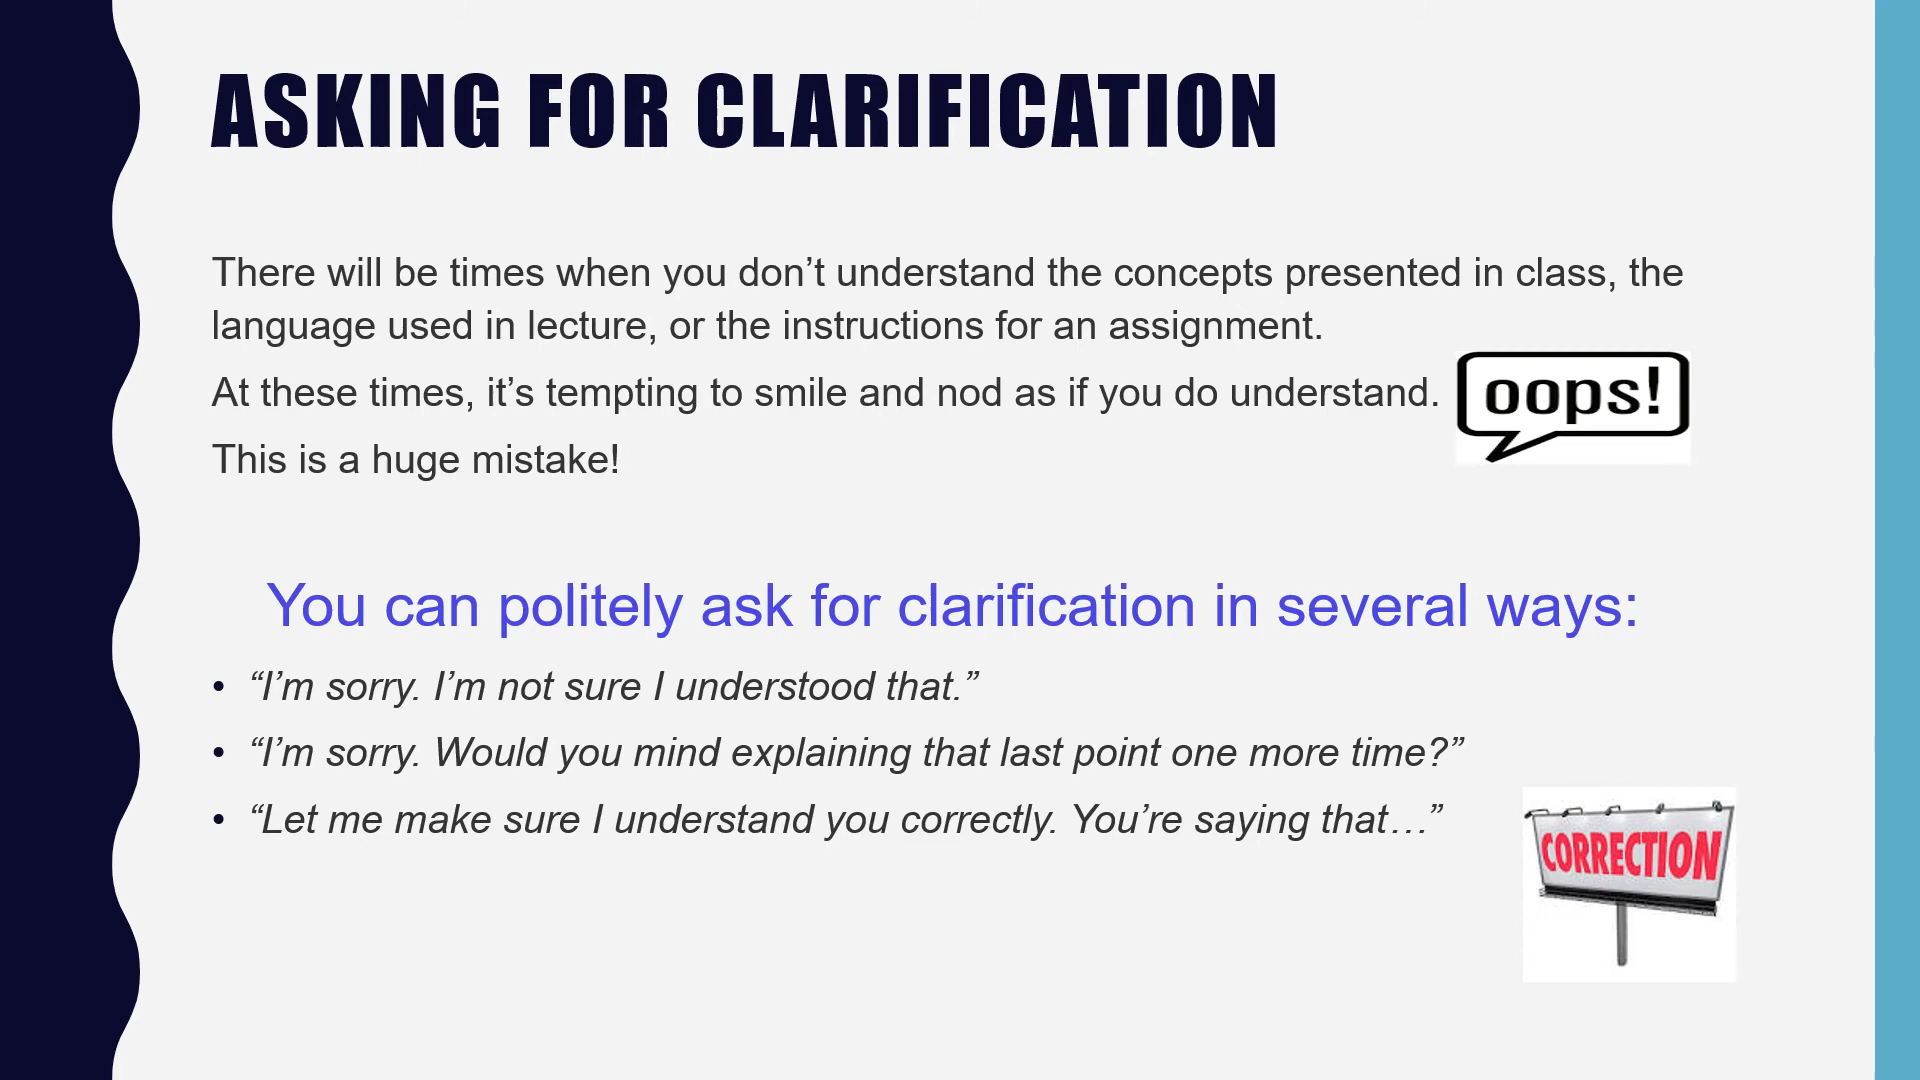 ASKING FOR CLARIFICATION
There will be times when you don’t understand the concepts presented in class, the
language used in lecture, or the instructions for an assignment.
At these times, it’s tempting to smile and nod as if you do understand.
oops!
This is a huge mistake!
You can politely ask for clarification in several ways:
• “I’m sorry. I’m not sure I understood that.”
• “I’m sorry. Would you mind explaining that last point one more time?”
• “Let me make sure I understand you correctly. You’re saying that…”
CORRECTION